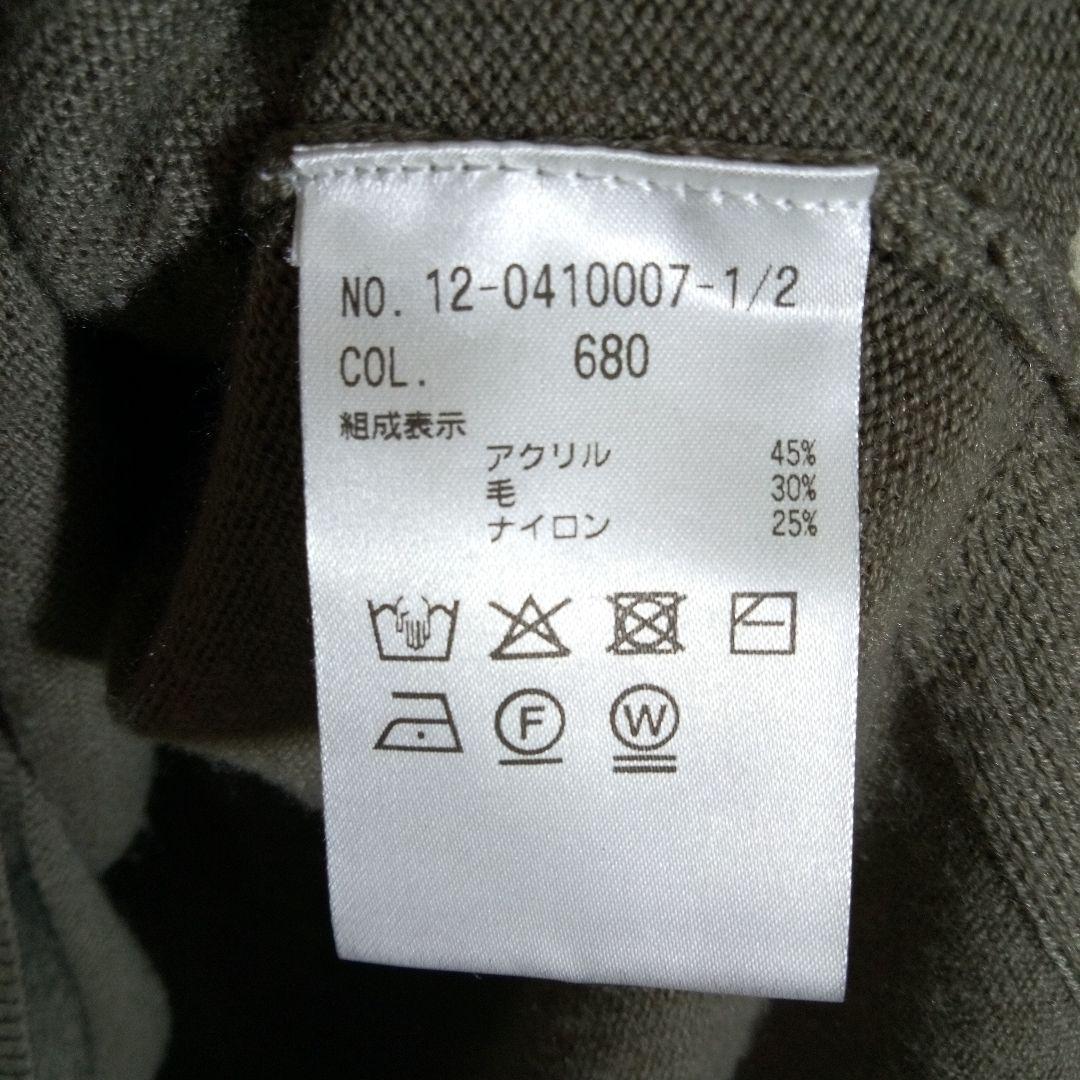 NO. 12-0410007-1/2
COL. 680
組成表示
アクリル 45%
毛 30%
ナイロン 25%
F W